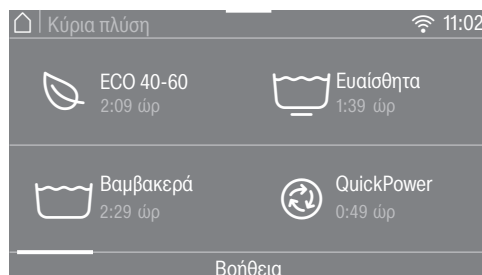 Κύρια πλύση 11:02
ECO 40-60
2:09 ώρ
Ευαίσθητα
1:39 ώρ
Βαμβακερά
2:29 ώρ
QuickPower
0:49 ώρ
Βοήθεια